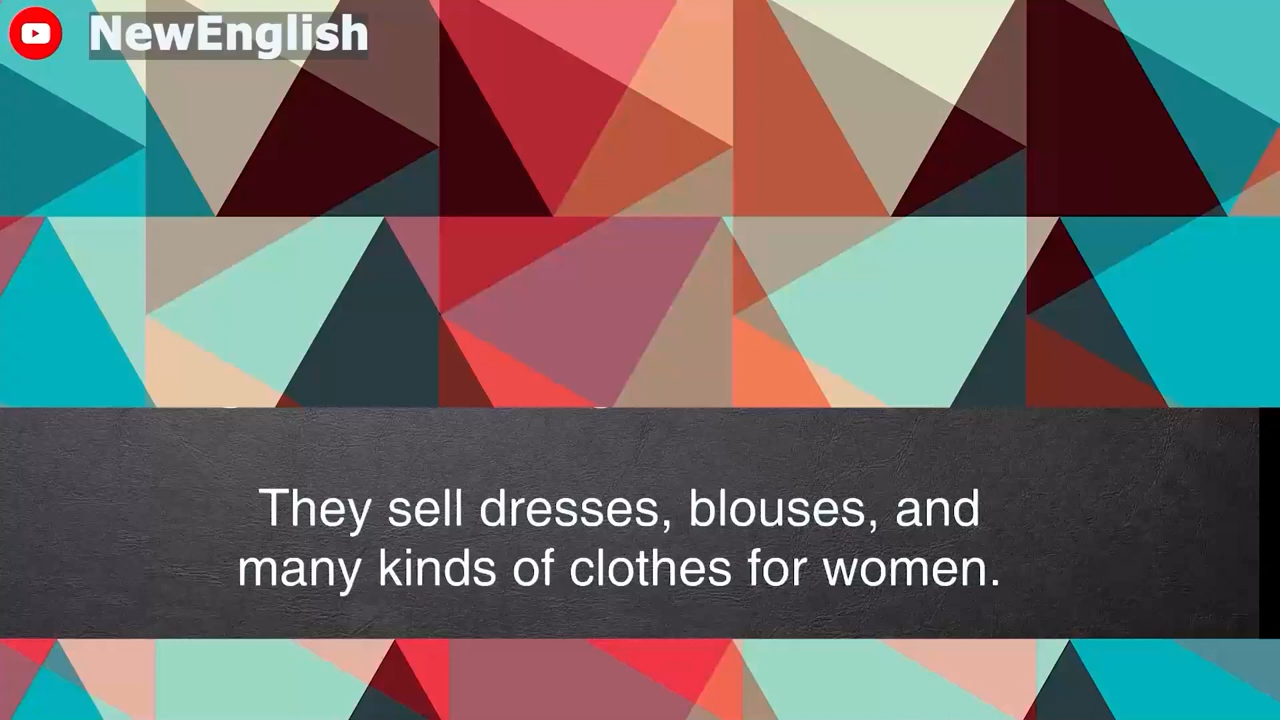 NewEnglish
They sell dresses, blouses, and
many kinds of clothes for women.